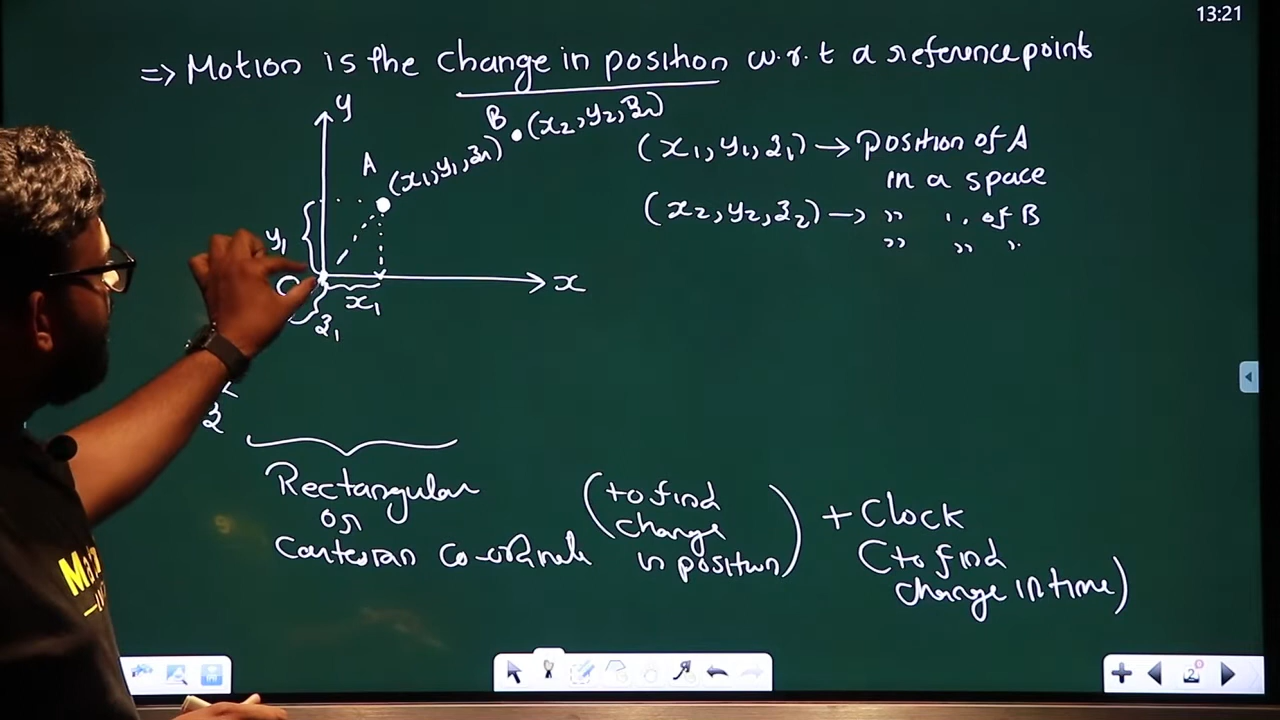 13:21
=> Motion is the change in position w.r.t a reference point
y
B (x2, y2, z2)
A (x1, y1, z1)
(x1, y1, z1) → Position of A
in a space
(x2, y2, z2) → " " of B
" " "
y1
O
x
x1
z1
z
Rectangular
or
Cartesian co-ordinate
(to find
change
in position)
+ Clock
(to find
change in time)
2